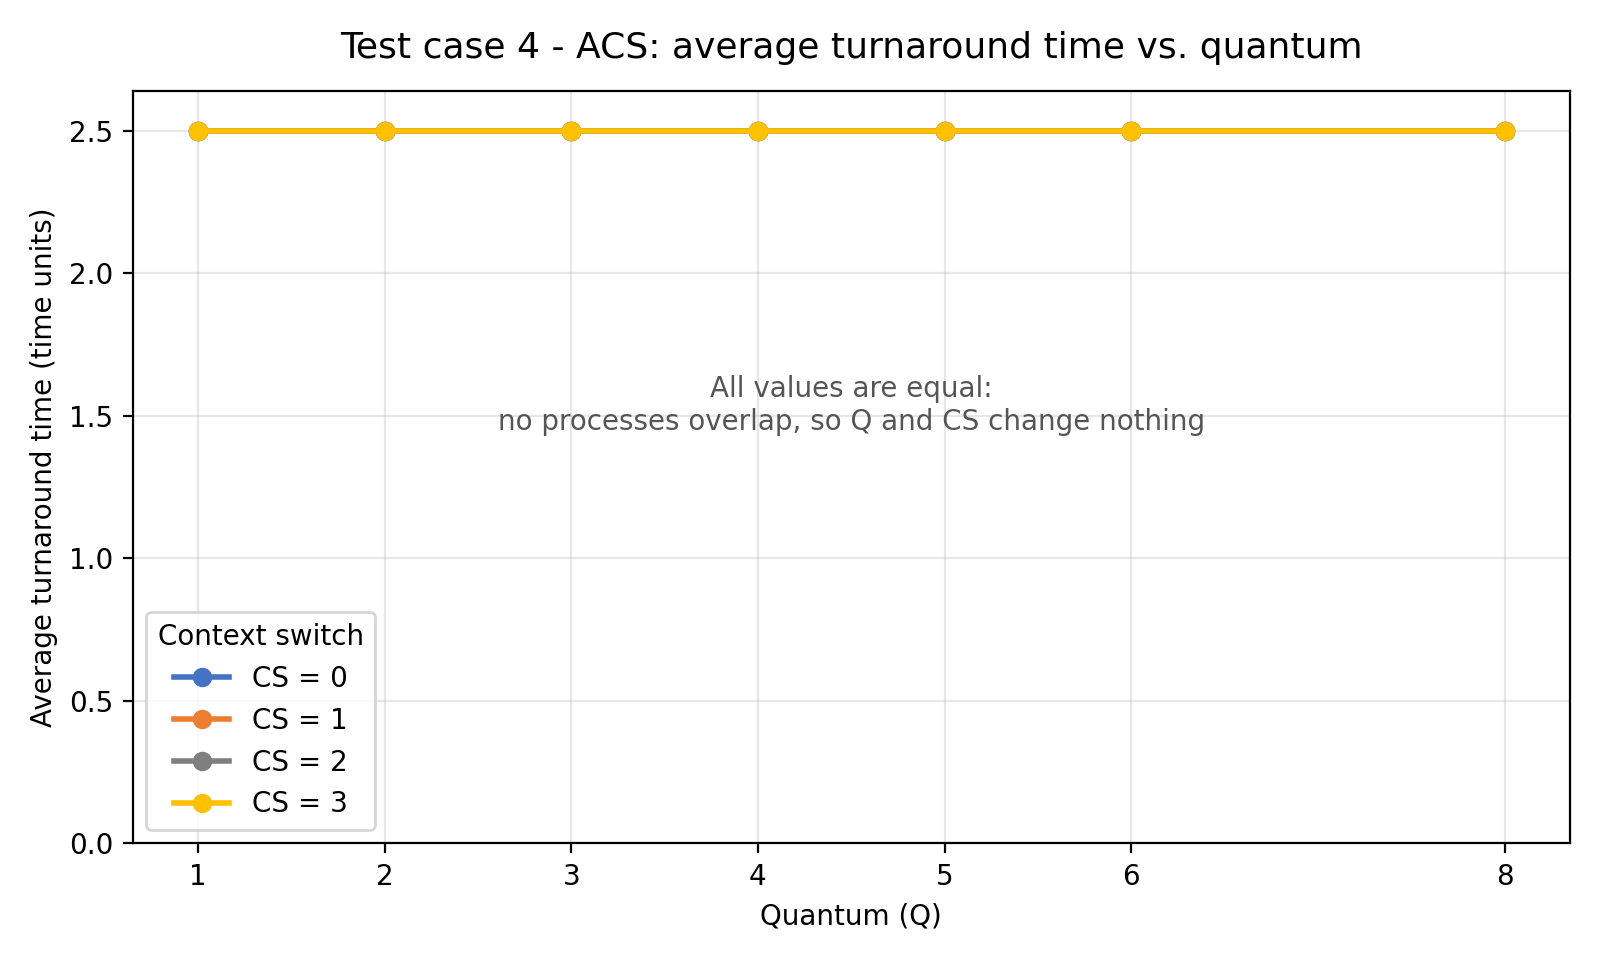 Test case 4 - ACS: average turnaround time vs. quantum
Average turnaround time (time units)
2.5
2.0
1.5
1.0
0.5
0.0
All values are equal:
no processes overlap, so Q and CS change nothing
Context switch
CS = 0
CS = 1
CS = 2
CS = 3
1 2 3 4 5 6 8
Quantum (Q)